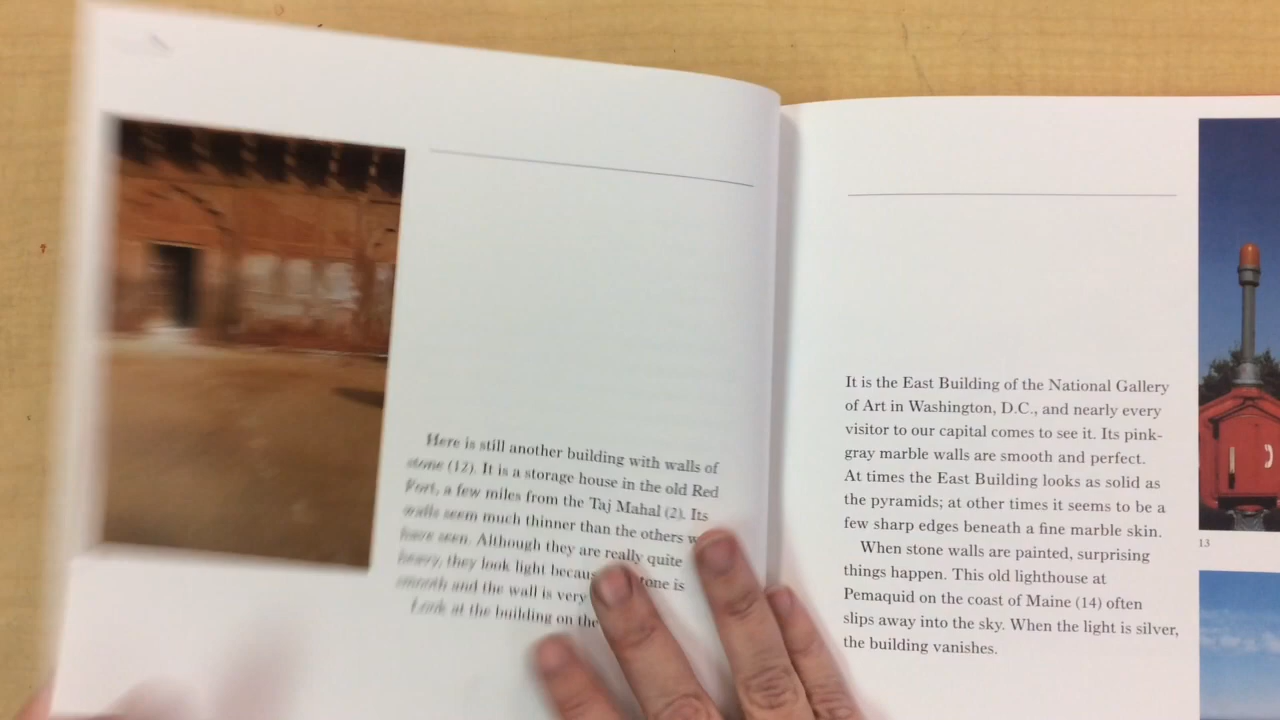 Here is still another building with walls of
stone (12). It is a storage house in the old Red
Fort, a few miles from the Taj Mahal (2). Its
walls seem much thinner than the others w
have seen. Although they are really quite
heavy, they look light becaus tone is
smooth and the wall is very
Look at the building on the
It is the East Building of the National Gallery
of Art in Washington, D.C., and nearly every
visitor to our capital comes to see it. Its pink-
gray marble walls are smooth and perfect.
At times the East Building looks as solid as
the pyramids; at other times it seems to be a
few sharp edges beneath a fine marble skin.
When stone walls are painted, surprising
things happen. This old lighthouse at
Pemaquid on the coast of Maine (14) often
slips away into the sky. When the light is silver,
the building vanishes.
13